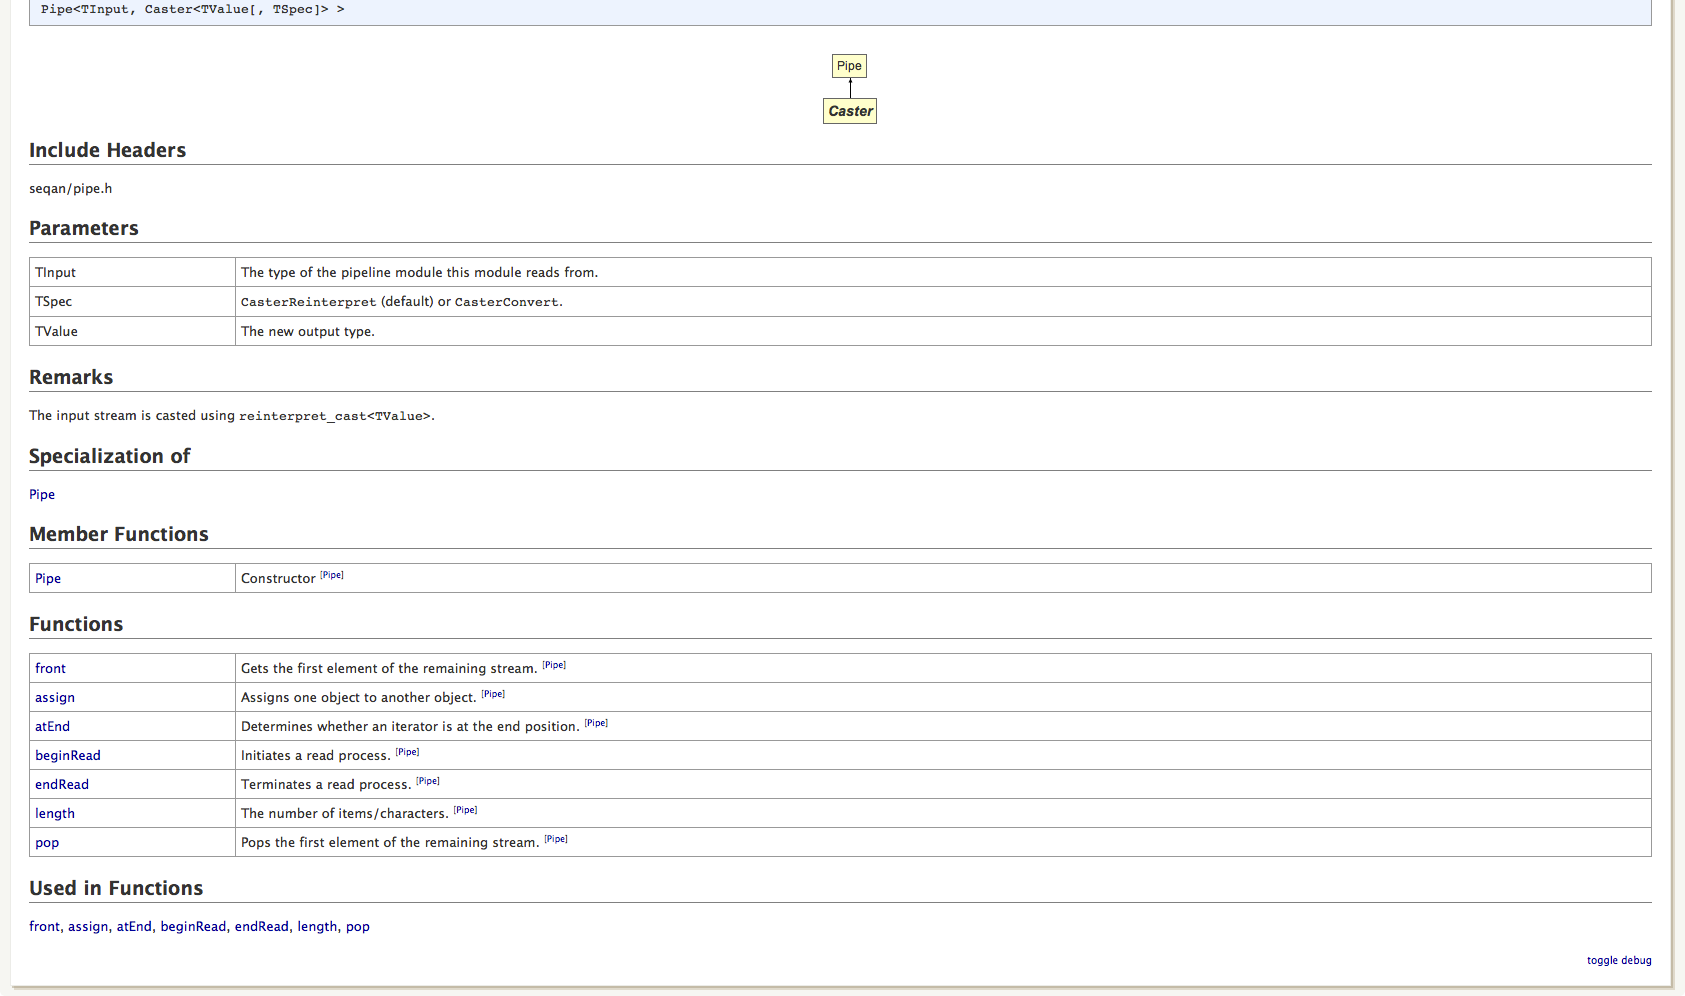 Pipe<TInput, Caster<TValue[, TSpec]> >
Pipe
Caster
Include Headers
seqan/pipe.h
Parameters
TInput The type of the pipeline module this module reads from.
TSpec CasterReinterpret (default) or CasterConvert.
TValue The new output type.
Remarks
The input stream is casted using reinterpret_cast<TValue>.
Specialization of
Pipe
Member Functions
Pipe Constructor [Pipe]
Functions
front Gets the first element of the remaining stream. [Pipe]
assign Assigns one object to another object. [Pipe]
atEnd Determines whether an iterator is at the end position. [Pipe]
beginRead Initiates a read process. [Pipe]
endRead Terminates a read process. [Pipe]
length The number of items/characters. [Pipe]
pop Pops the first element of the remaining stream. [Pipe]
Used in Functions
front, assign, atEnd, beginRead, endRead, length, pop
toggle debug